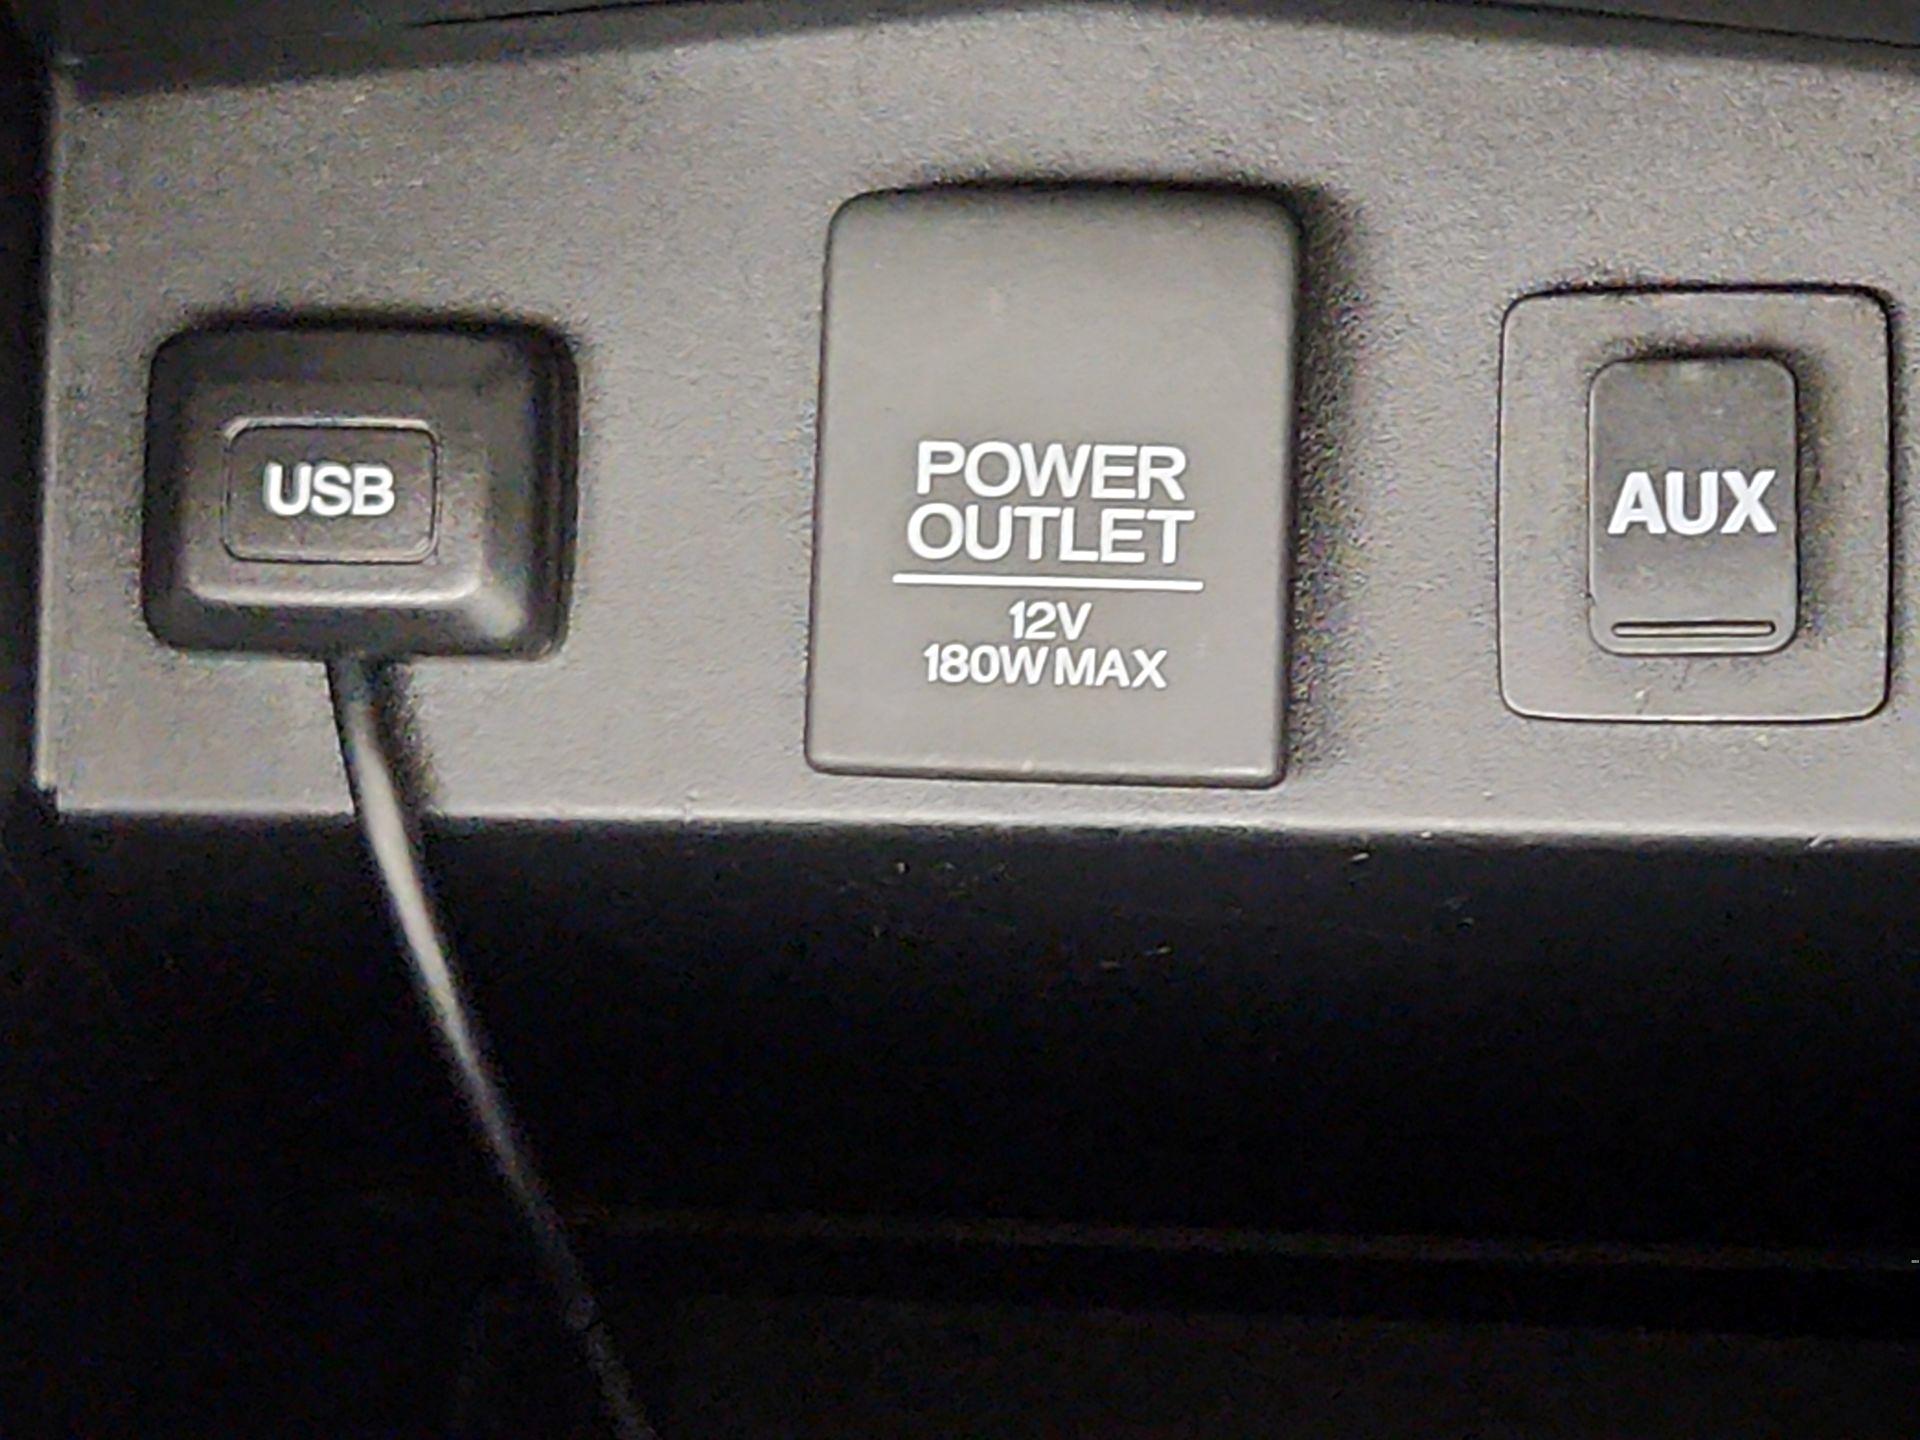 USB
POWER
OUTLET
12V
180W MAX
AUX